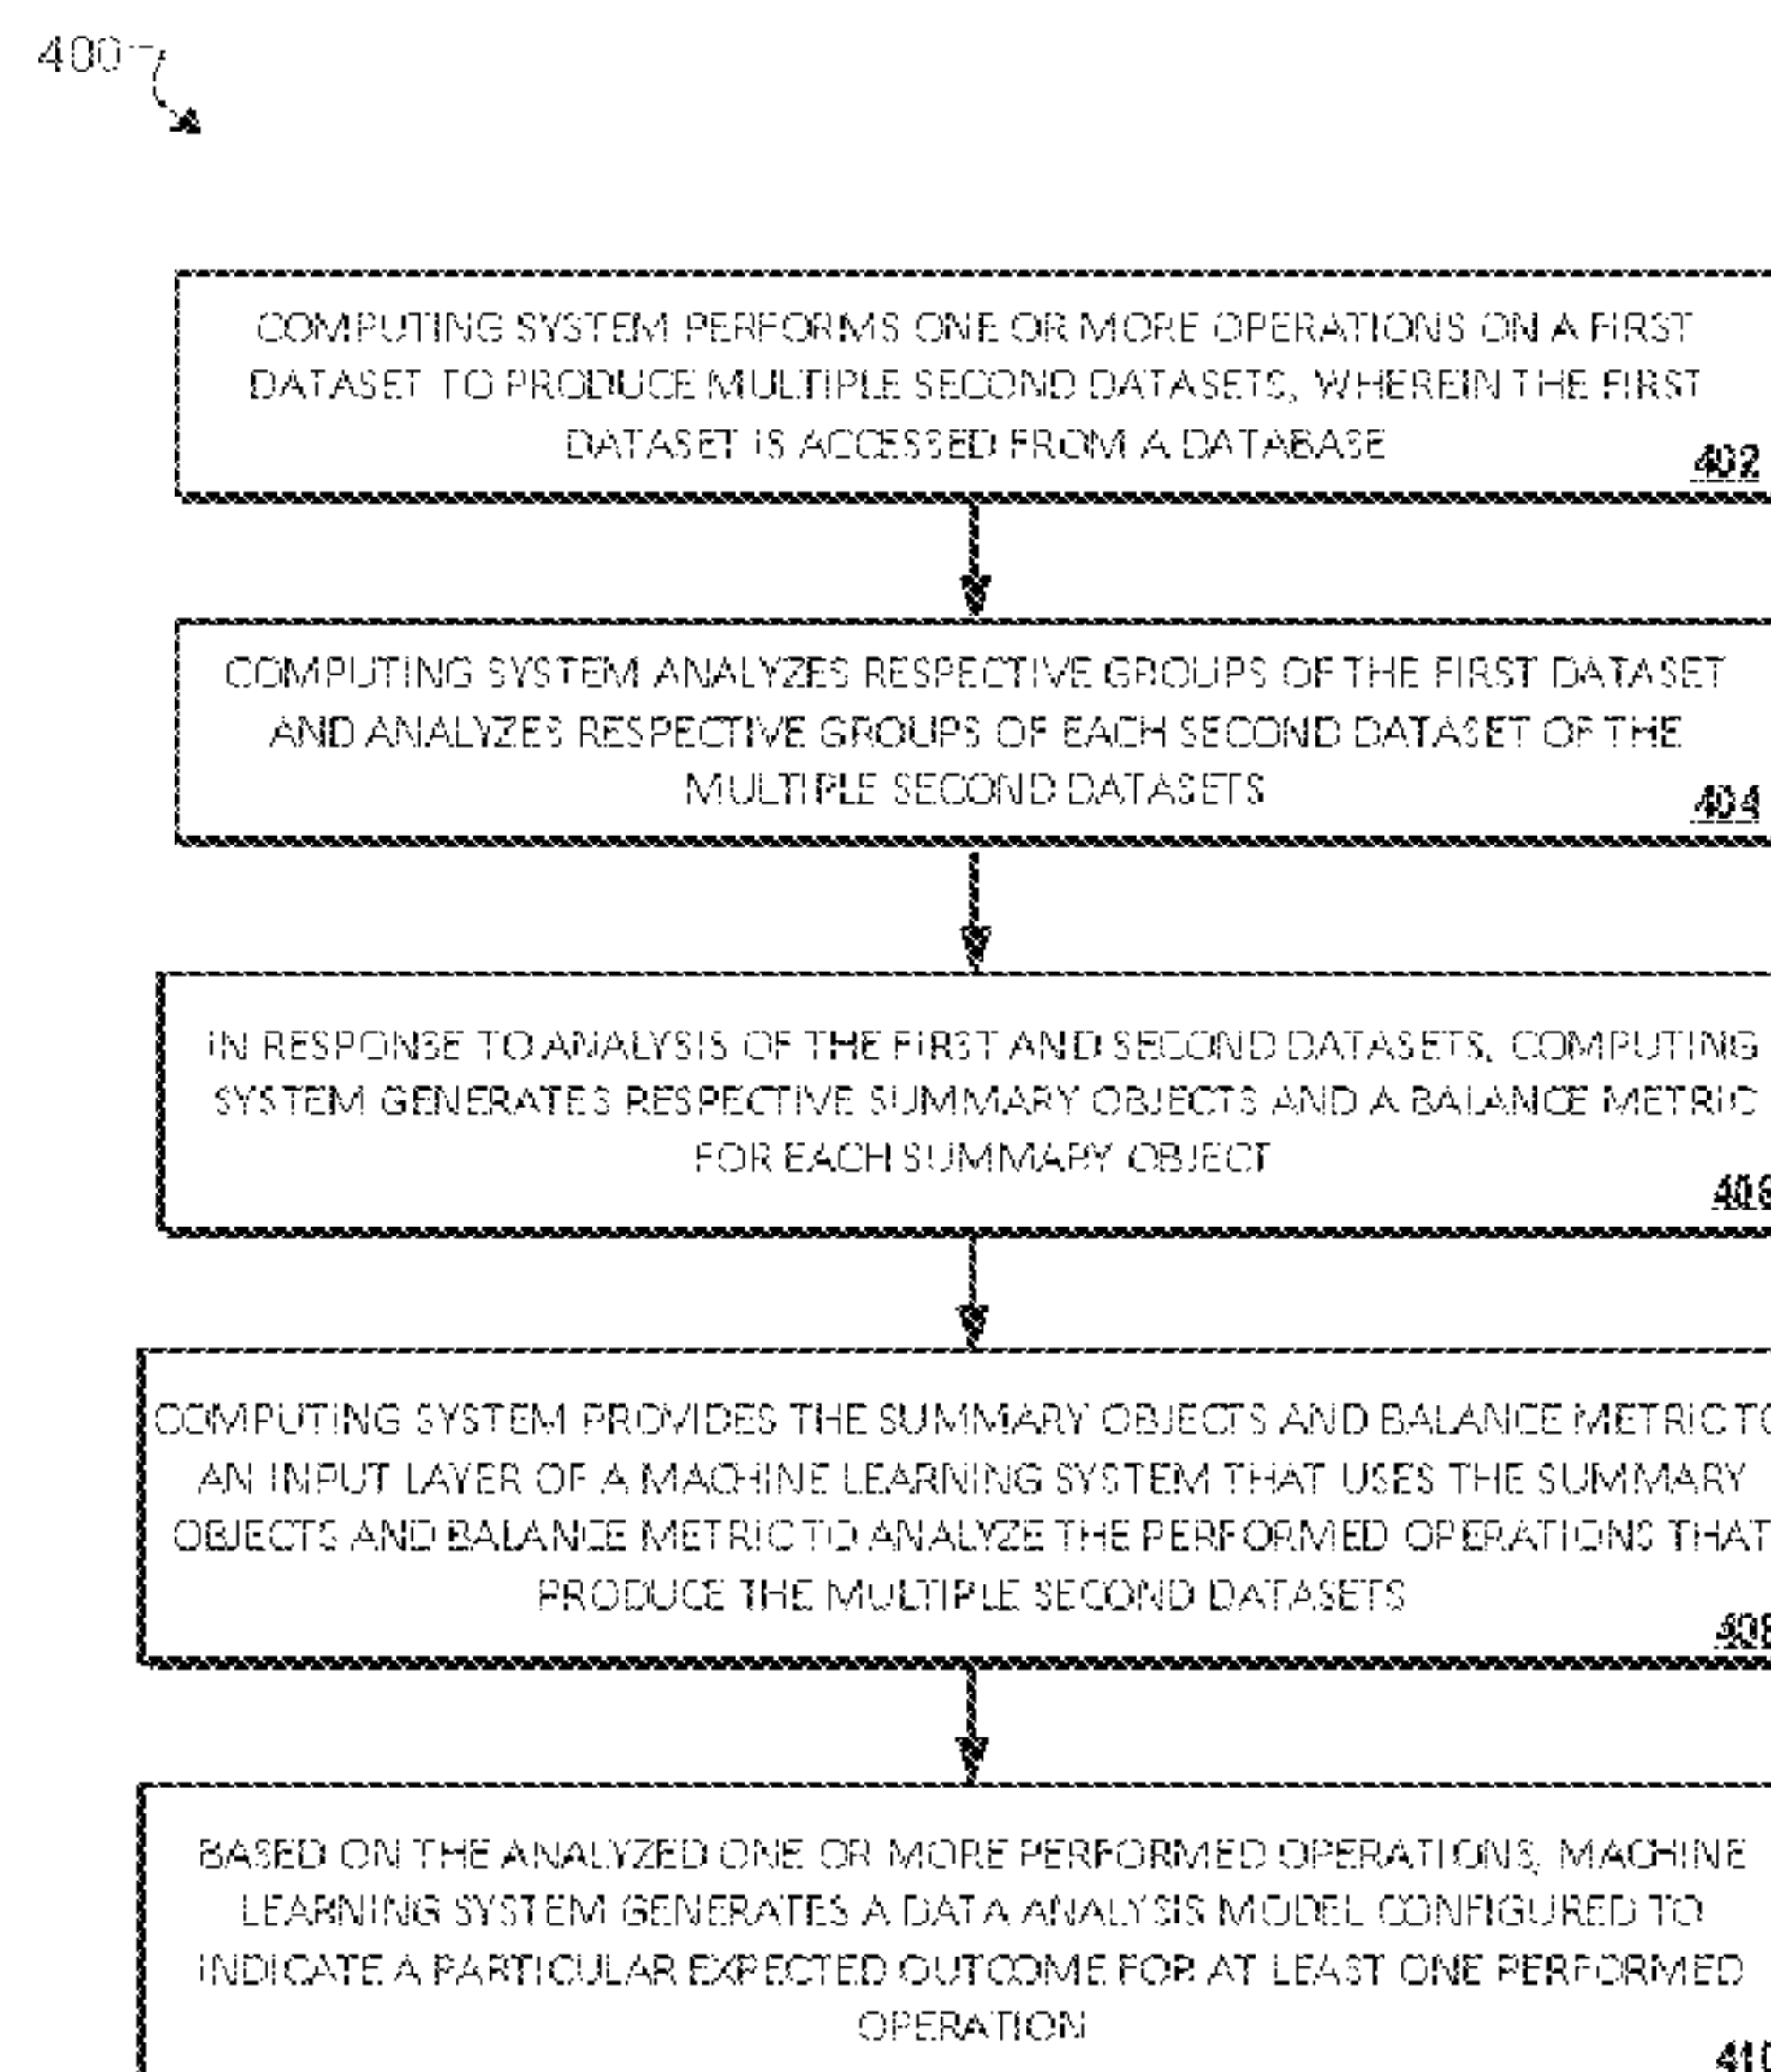 400
COMPUTING SYSTEM PERFORMS ONE OR MORE OPERATIONS ON A FIRST
DATASET TO PRODUCE MULTIPLE SECOND DATASETS, WHEREIN THE FIRST
DATASET IS ACCESSED FROM A DATABASE
402
COMPUTING SYSTEM ANALYZES RESPECTIVE GROUPS OF THE FIRST DATASET
AND ANALYZES RESPECTIVE GROUPS OF EACH SECOND DATASET OF THE
MULTIPLE SECOND DATASETS
404
IN RESPONSE TO ANALYSIS OF THE FIRST AND SECOND DATASETS, COMPUTING
SYSTEM GENERATES RESPECTIVE SUMMARY OBJECTS AND A BALANCE METRIC
FOR EACH SUMMARY OBJECT
406
COMPUTING SYSTEM PROVIDES THE SUMMARY OBJECTS AND BALANCE METRIC TO
AN INPUT LAYER OF A MACHINE LEARNING SYSTEM THAT USES THE SUMMARY
OBJECTS AND BALANCE METRIC TO ANALYZE THE PERFORMED OPERATIONS THAT
PRODUCE THE MULTIPLE SECOND DATASETS
408
BASED ON THE ANALYZED ONE OR MORE PERFORMED OPERATIONS, MACHINE
LEARNING SYSTEM GENERATES A DATA ANALYSIS MODEL CONFIGURED TO
INDICATE A PARTICULAR EXPECTED OUTCOME FOR AT LEAST ONE PERFORMED
OPERATION
410